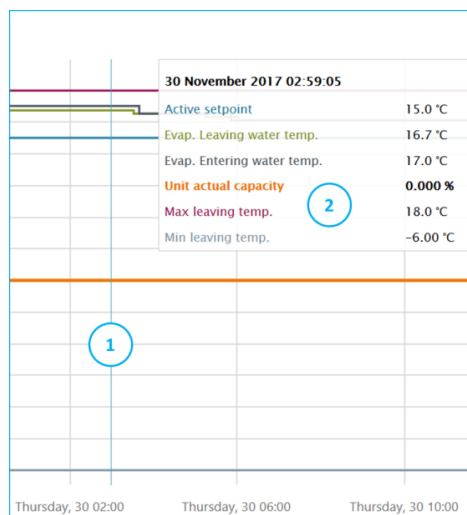 30 November 2017 02:59:05
Active setpoint 15.0 °C
Evap. Leaving water temp. 16.7 °C
Evap. Entering water temp. 17.0 °C
Unit actual capacity 0.000 %
Max leaving temp. 18.0 °C
2
Min leaving temp. −6.00 °C
1
Thursday, 30 02:00 Thursday, 30 06:00 Thursday, 30 10:00